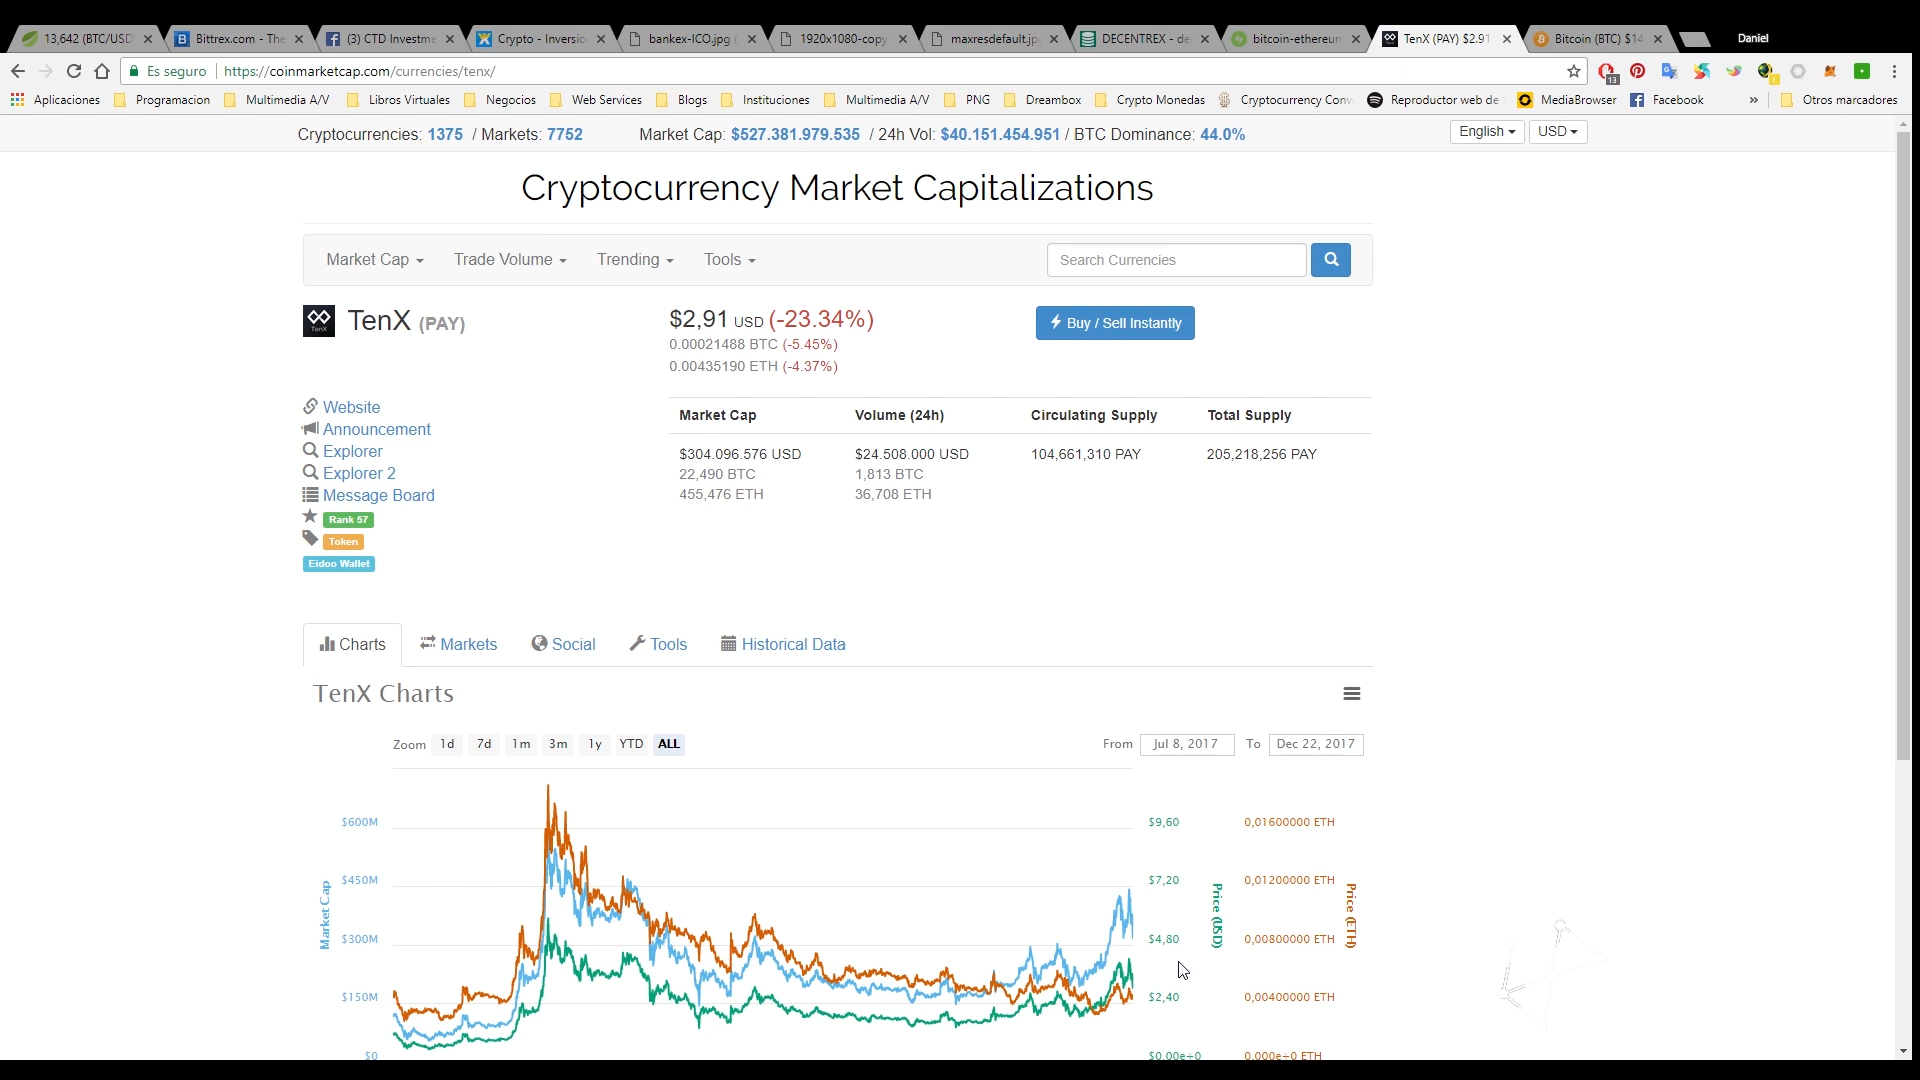 13,642 (BTC/USD
Bittrex.com - The
(3) CTD Investme
Crypto - Inversio
bankex-ICO.jpg (
1920x1080-copy-
maxresdefault.jp
DECENTREX - de
bitcoin-ethereum
TenX (PAY) $2.91
Bitcoin (BTC) $14
Daniel
Es seguro
https://coinmarketcap.com/currencies/tenx/
13
Aplicaciones
Programacion
Multimedia A/V
Libros Virtuales
Negocios
Web Services
Blogs
Instituciones
Multimedia A/V
PNG
Dreambox
Crypto Monedas
Cryptocurrency Conv
Reproductor web de
MediaBrowser
Facebook
»
Otros marcadores
Cryptocurrencies: 1375 / Markets: 7752
Market Cap: $527.381.979.535 / 24h Vol: $40.151.454.951 / BTC Dominance: 44.0%
English
USD
Cryptocurrency Market Capitalizations
Market Cap
Trade Volume
Trending
Tools
Search Currencies
TenX
TenX (PAY)
$2,91 USD (-23.34%)
0.00021488 BTC (-5.45%)
0.00435190 ETH (-4.37%)
Buy / Sell Instantly
Website
Announcement
Explorer
Explorer 2
Message Board
Rank 57
Token
Eidoo Wallet
Market Cap Volume (24h) Circulating Supply Total Supply
$304.096.576 USD $24.508.000 USD 104,661,310 PAY 205,218,256 PAY
22,490 BTC 1,813 BTC
455,476 ETH 36,708 ETH
Charts
Markets
Social
Tools
Historical Data
TenX Charts
Zoom 1d 7d 1m 3m 1y YTD ALL
From Jul 8, 2017 To Dec 22, 2017
$600M $9,60 0,01600000 ETH
$450M $7,20 0,01200000 ETH
$300M $4,80 0,00800000 ETH
$150M $2,40 0,00400000 ETH
$0 $0.00e+0 0.000e+0 ETH
Market Cap
Price (USD)
Price (ETH)